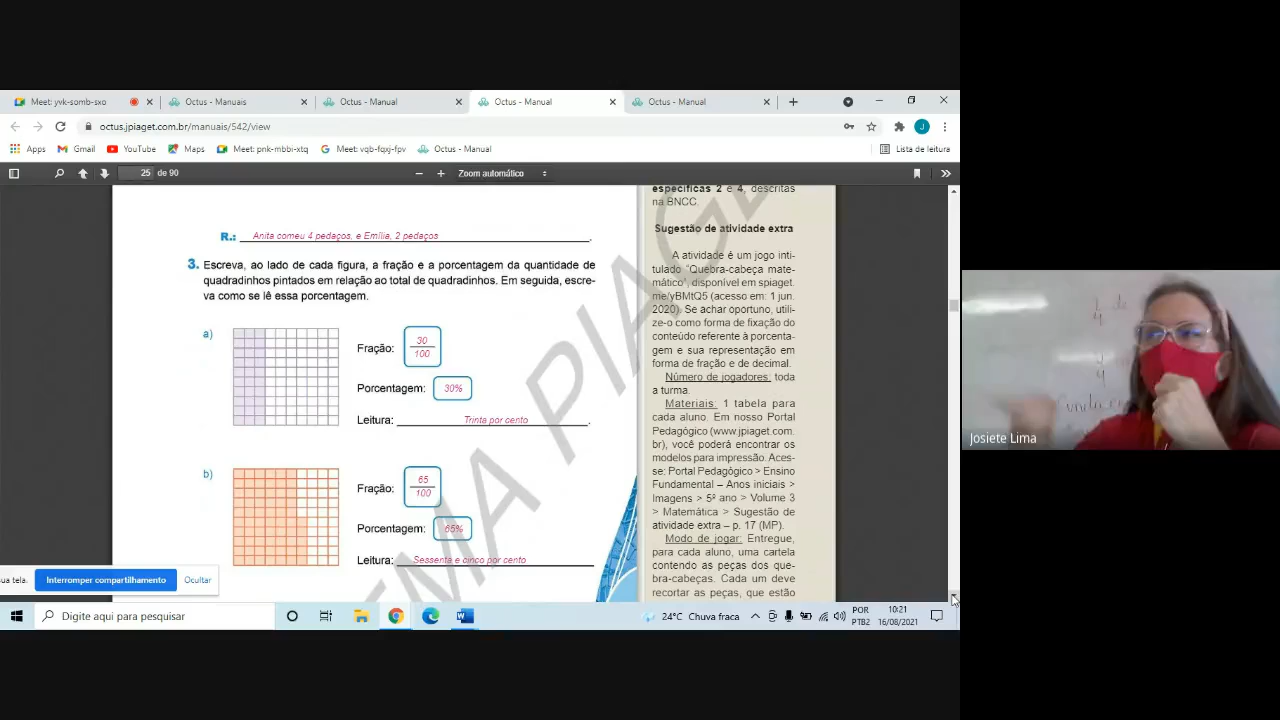 Meet: yvk-somb-sxo
Octus - Manuais
Octus - Manual
Octus - Manual
Octus - Manual
octus.jpiaget.com.br/manuais/542/view
Apps
Gmail
YouTube
Maps
Meet: pnk-mbbi-xtq
Meet: vqb-fqxj-fpv
Octus - Manual
Lista de leitura
25 de 90
Zoom automático
R.: Anita comeu 4 pedaços, e Emília, 2 pedaços.
3. Escreva, ao lado de cada figura, a fração e a porcentagem da quantidade de
quadradinhos pintados em relação ao total de quadradinhos. Em seguida, escre-
va como se lê essa porcentagem.
a)
Fração: 30/100
Porcentagem: 30%
Leitura: Trinta por cento.
b)
Fração: 65/100
Porcentagem: 65%
Leitura: Sessenta e cinco por cento
específicas 2 e 4, descritas
na BNCC.
Sugestão de atividade extra
A atividade é um jogo inti-
tulado "Quebra-cabeça mate-
mático", disponível em spiaget.
me/yBMtQ5 (acesso em: 1 jun.
2020). Se achar oportuno, utili-
ze-o como forma de fixação do
conteúdo referente à porcenta-
gem e sua representação em
forma de fração e de decimal.
Número de jogadores: toda
a turma.
Materiais: 1 tabela para
cada aluno. Em nosso Portal
Pedagógico (www.jpiaget.com.
br), você poderá encontrar os
modelos para impressão. Aces-
se: Portal Pedagógico > Ensino
Fundamental – Anos iniciais >
Imagens > 5º ano > Volume 3
> Matemática > Sugestão de
atividade extra – p. 17 (MP).
Modo de jogar: Entregue,
para cada aluno, uma cartela
contendo as peças dos que-
bra-cabeças. Cada um deve
recortar as peças, que estão
EMA PIAGE
sua tela.
Interromper compartilhamento
Ocultar
Digite aqui para pesquisar
24°C Chuva fraca
POR
PTB2
10:21
16/08/2021
J
Josiete Lima